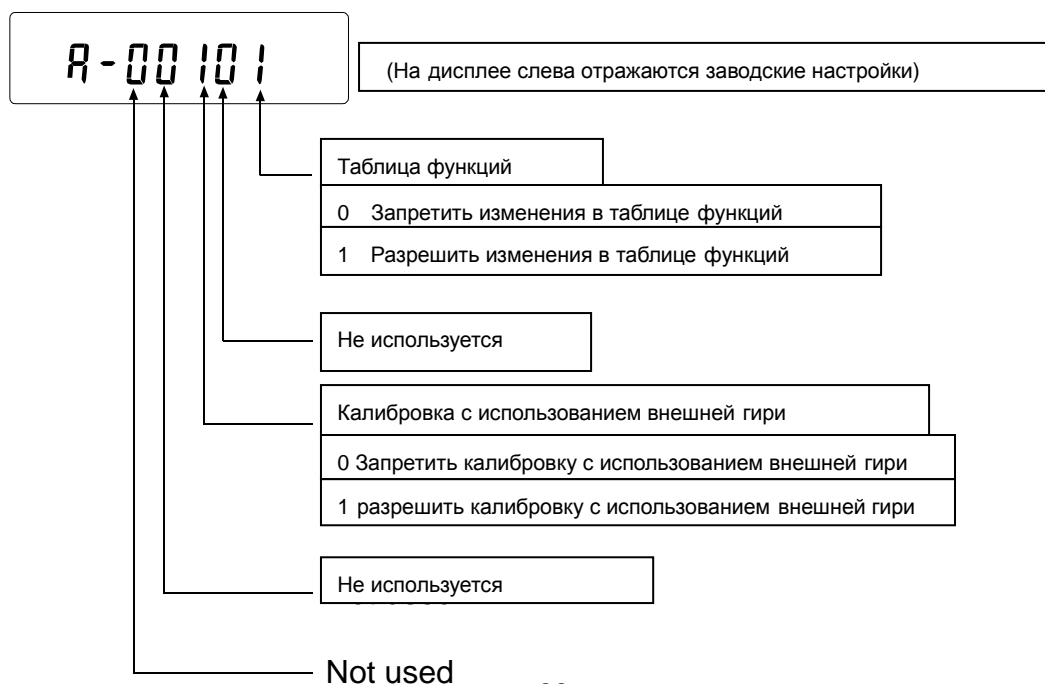 A-00101
(На дисплее слева отражаются заводские настройки)
Таблица функций
0 Запретить изменения в таблице функций
1 Разрешить изменения в таблице функций
Не используется
Калибровка с использованием внешней гири
0 Запретить калибровку с использованием внешней гири
1 разрешить калибровку с использованием внешней гири
Не используется
Not used